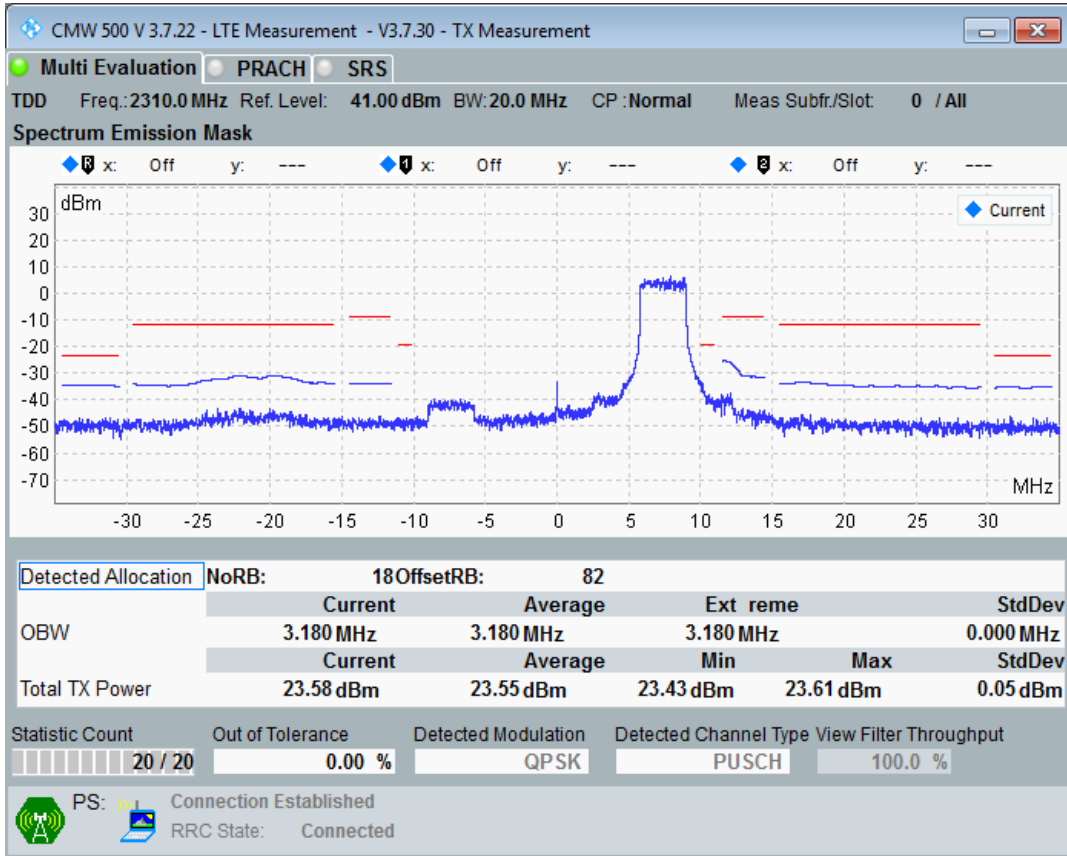 CMW 500 V 3.7.22 - LTE Measurement - V3.7.30 - TX Measurement
Multi Evaluation PRACH SRS
TDD Freq.: 2310.0 MHz Ref. Level: 41.00 dBm BW: 20.0 MHz CP : Normal Meas Subfr./Slot: 0 / All
Spectrum Emission Mask
R x: Off y: --- 1 x: Off y: --- 2 x: Off y: ---
dBm
Current
30
20
10
0
-10
-20
-30
-40
-50
-60
-70
MHz
-30 -25 -20 -15 -10 -5 0 5 10 15 20 25 30
Detected Allocation NoRB: 18 OffsetRB: 82
Current Average Ext reme StdDev
OBW 3.180 MHz 3.180 MHz 3.180 MHz 0.000 MHz
Current Average Min Max StdDev
Total TX Power 23.58 dBm 23.55 dBm 23.43 dBm 23.61 dBm 0.05 dBm
Statistic Count Out of Tolerance Detected Modulation Detected Channel Type View Filter Throughput
20 / 20 0.00 % QPSK PUSCH 100.0 %
PS: Connection Established
RRC State: Connected